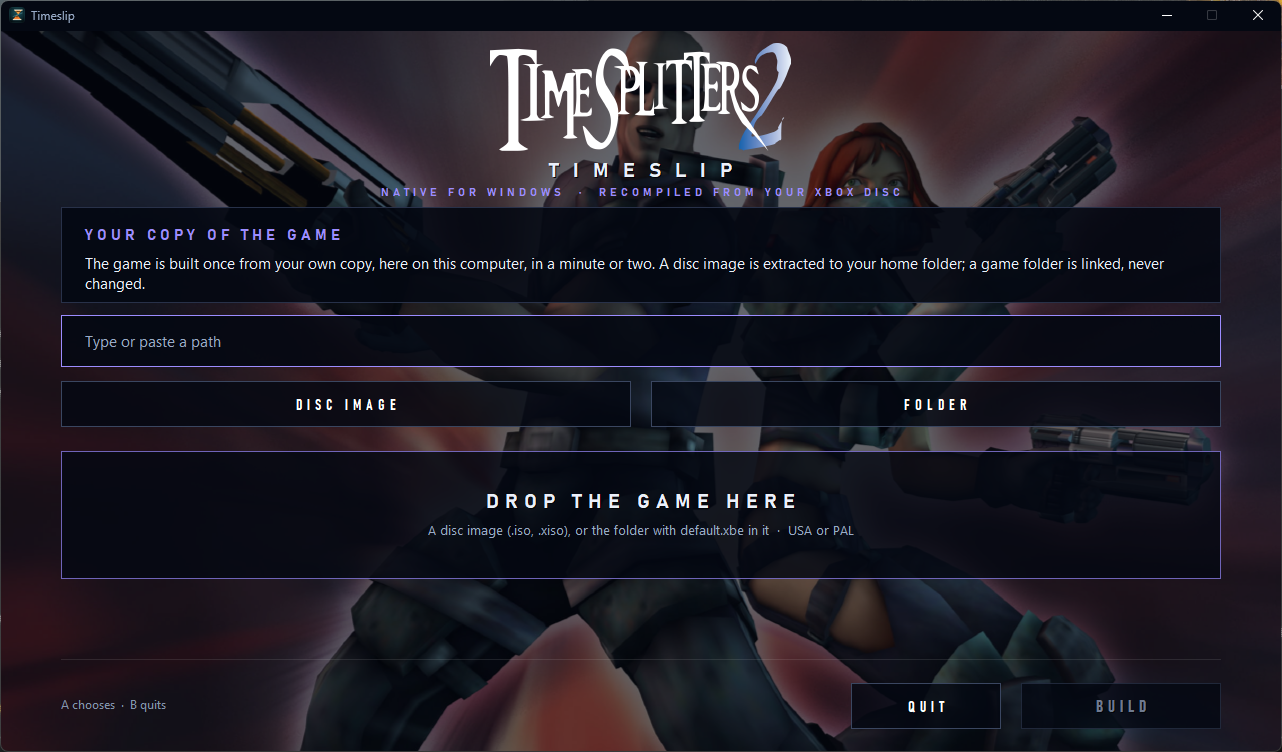 Timeslip
TIMESPLITTERS 2
TIMESLIP
NATIVE FOR WINDOWS · RECOMPILED FROM YOUR XBOX DISC
YOUR COPY OF THE GAME
The game is built once from your own copy, here on this computer, in a minute or two. A disc image is extracted to your home folder; a game folder is linked, never
changed.
Type or paste a path
DISC IMAGE
FOLDER
DROP THE GAME HERE
A disc image (.iso, .xiso), or the folder with default.xbe in it · USA or PAL
A chooses · B quits
QUIT
BUILD